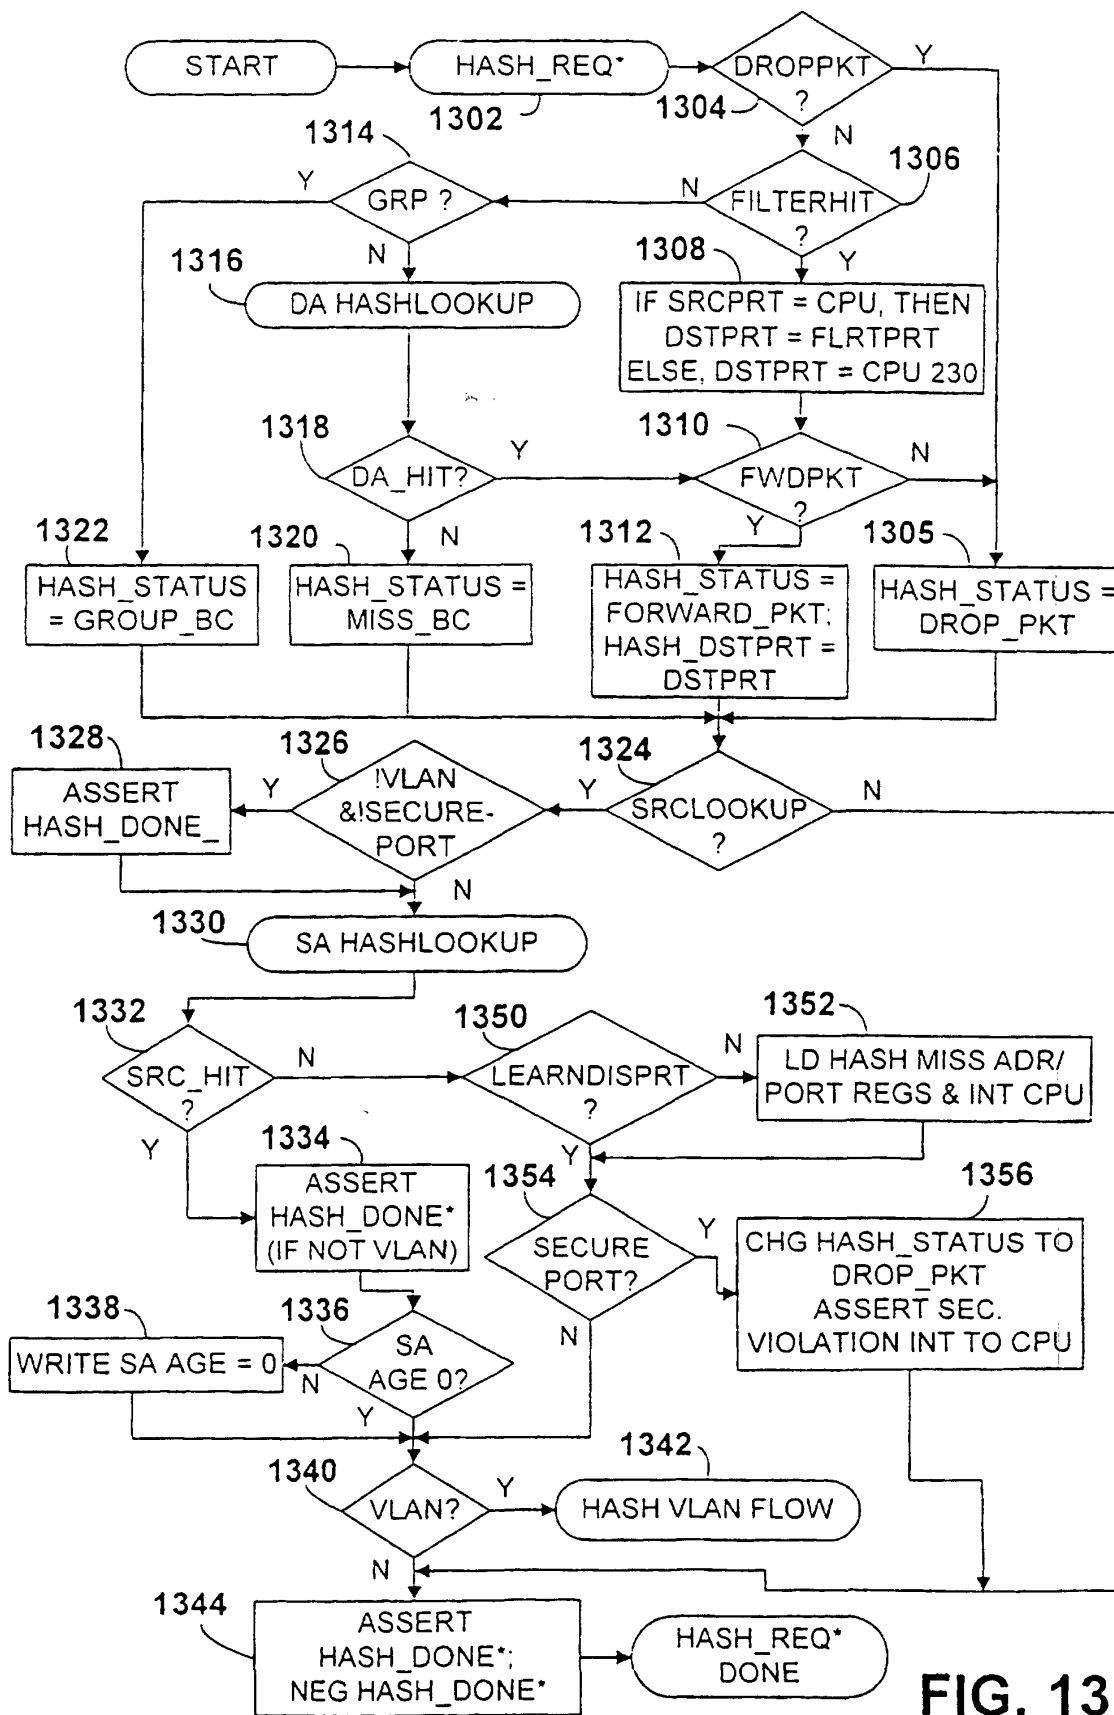 START
HASH_REQ*
1302
DROPPKT
?
1304
Y
N
1314
1306
Y
GRP ?
N
FILTERHIT
?
N
Y
1316
DA HASHLOOKUP
1308
IF SRCPRT = CPU, THEN
DSTPRT = FLRTPRT
ELSE, DSTPRT = CPU 230
1318
DA_HIT?
Y
N
1310
FWDPKT
?
N
Y
1322
HASH_STATUS
= GROUP_BC
1320
HASH_STATUS =
MISS_BC
1312
HASH_STATUS =
FORWARD_PKT;
HASH_DSTPRT =
DSTPRT
1305
HASH_STATUS =
DROP_PKT
1328
ASSERT
HASH_DONE_
Y
1326
!VLAN
&!SECURE-
PORT
N
Y
1324
SRCLOOKUP
?
N
1330
SA HASHLOOKUP
1332
SRC_HIT
?
N
Y
1350
LEARNDISPRT
?
N
Y
1352
LD HASH MISS ADR/
PORT REGS & INT CPU
1334
ASSERT
HASH_DONE*
(IF NOT VLAN)
1354
SECURE
PORT?
Y
N
1356
CHG HASH_STATUS TO
DROP_PKT
ASSERT SEC.
VIOLATION INT TO CPU
1338
WRITE SA AGE = 0
N
1336
SA
AGE 0?
Y
1340
VLAN?
Y
N
1342
HASH VLAN FLOW
1344
ASSERT
HASH_DONE*;
NEG HASH_DONE*
HASH_REQ*
DONE
FIG. 13